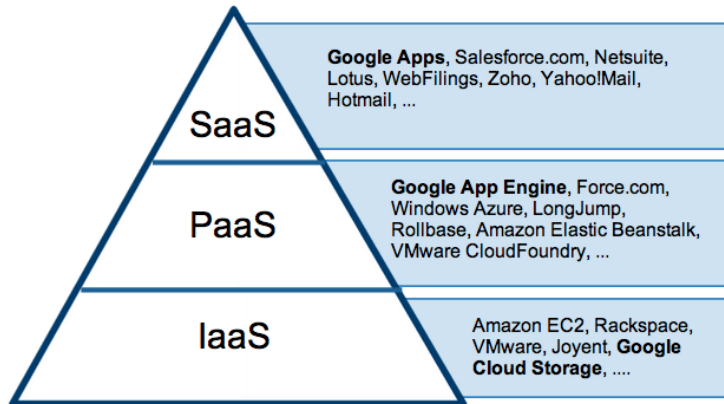 SaaS
Google Apps, Salesforce.com, Netsuite,
Lotus, WebFilings, Zoho, Yahoo!Mail,
Hotmail, ...
PaaS
Google App Engine, Force.com,
Windows Azure, LongJump,
Rollbase, Amazon Elastic Beanstalk,
VMware CloudFoundry, ...
IaaS
Amazon EC2, Rackspace,
VMware, Joyent, Google
Cloud Storage, ....